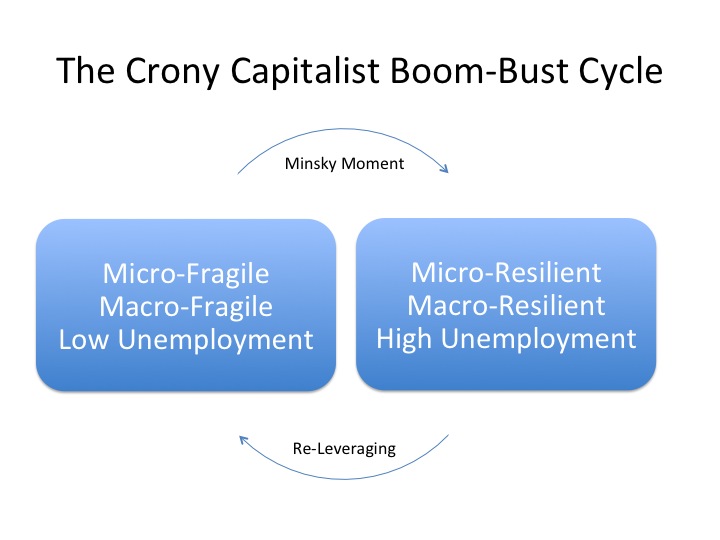 The Crony Capitalist Boom-Bust Cycle
Minsky Moment
Micro-Fragile
Macro-Fragile
Low Unemployment
Micro-Resilient
Macro-Resilient
High Unemployment
Re-Leveraging